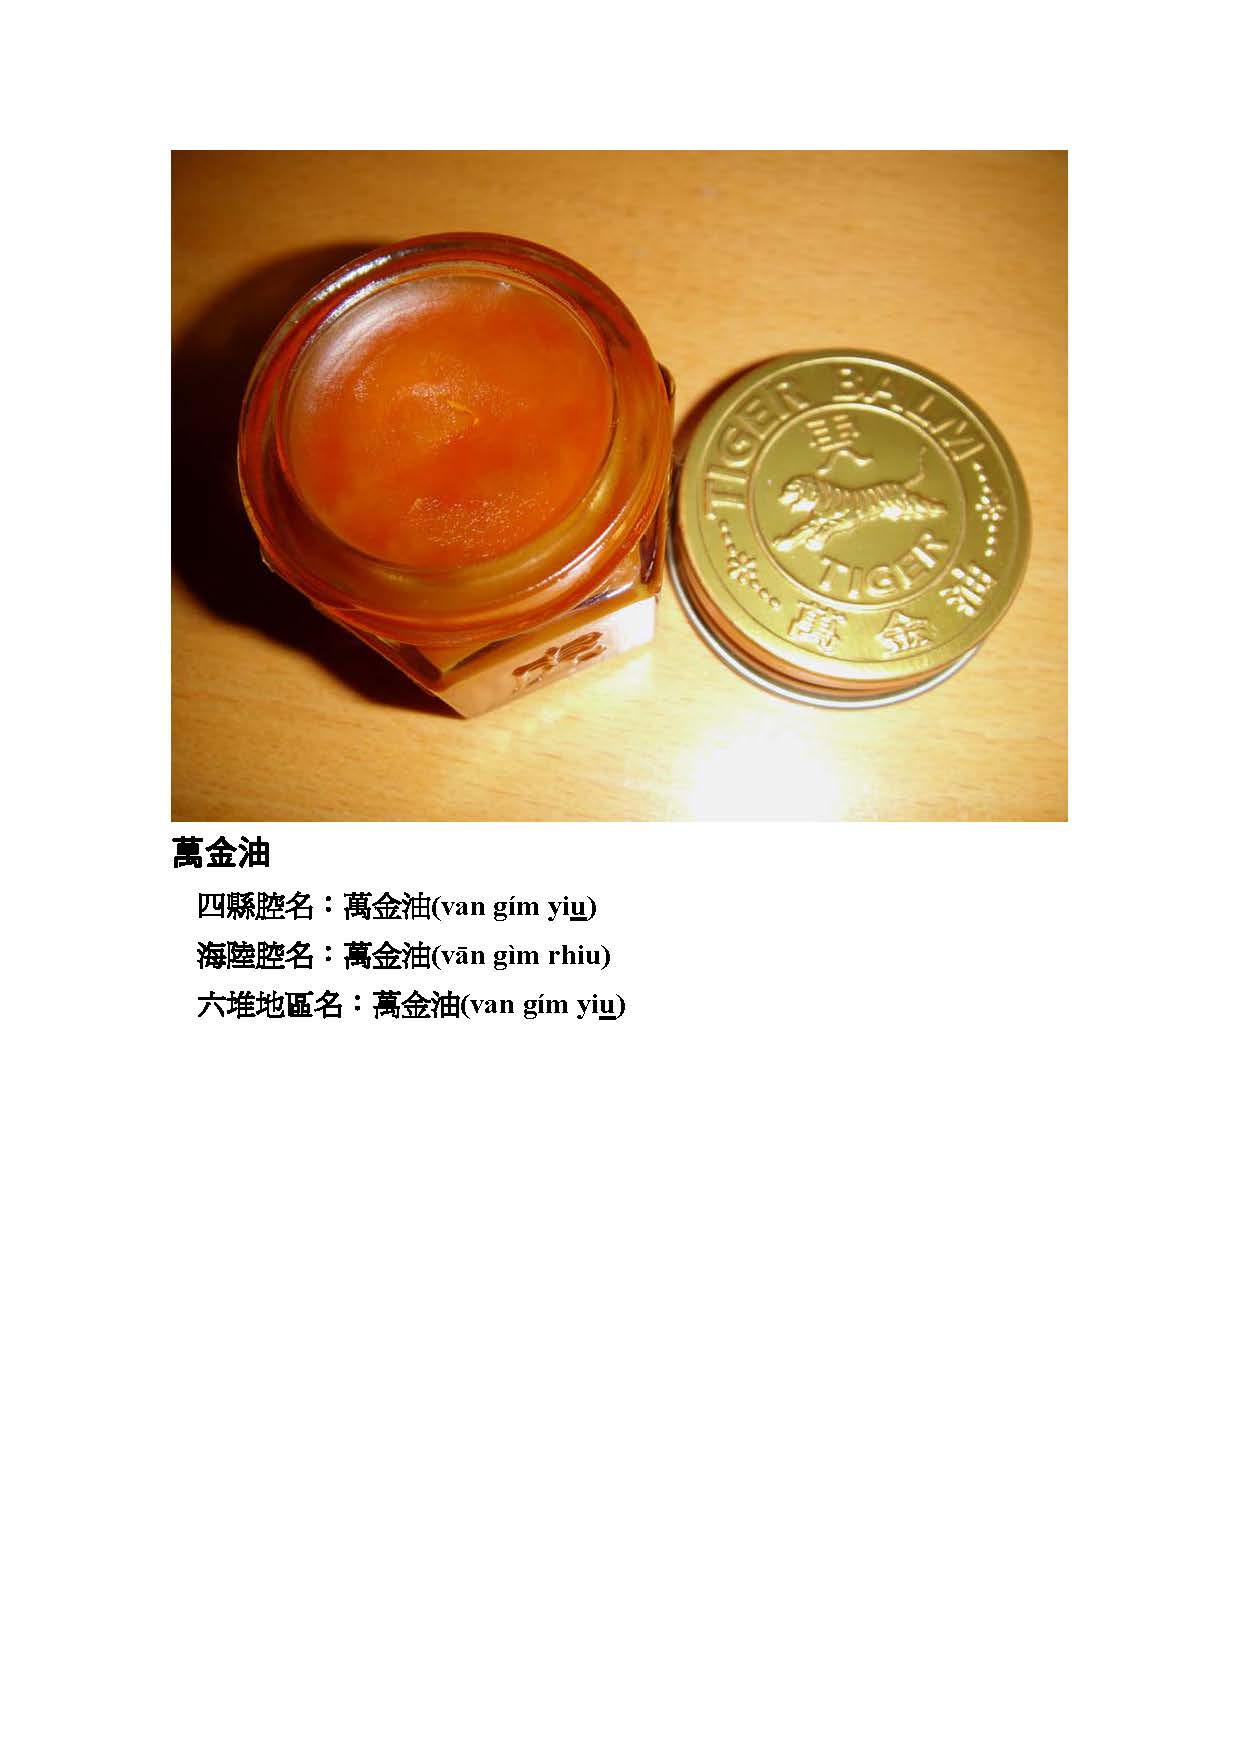 TIGER BALM
TIGER
萬金油
虎
萬金油
四縣腔名：萬金油(van gím yiu̲)
海陸腔名：萬金油(vān gìm rhiu)
六堆地區名：萬金油(van gím yiu̲)